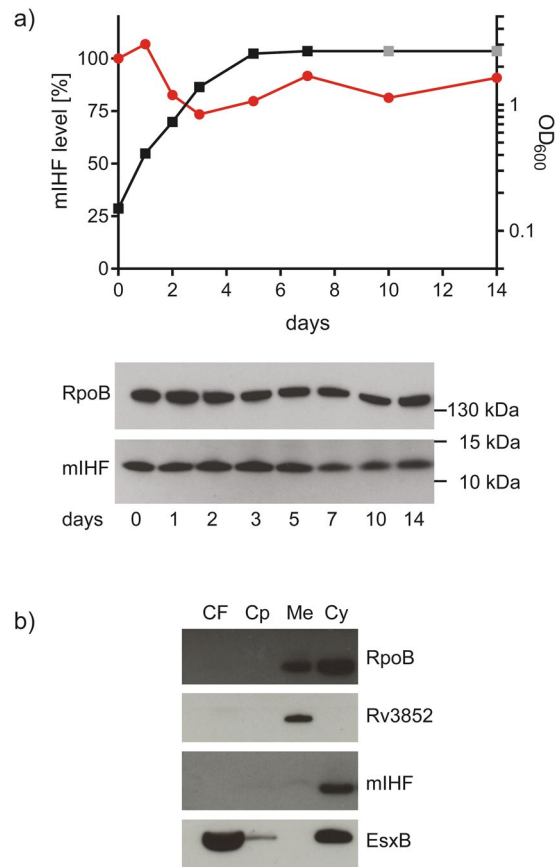 a)
mIHF level [%]
100
75
50
25
0
1
0.1
OD600
0 2 4 6 8 10 12 14
days
RpoB
130 kDa
15 kDa
mIHF
10 kDa
days 0 1 2 3 5 7 10 14
b)
CF Cp Me Cy
RpoB
Rv3852
mIHF
EsxB